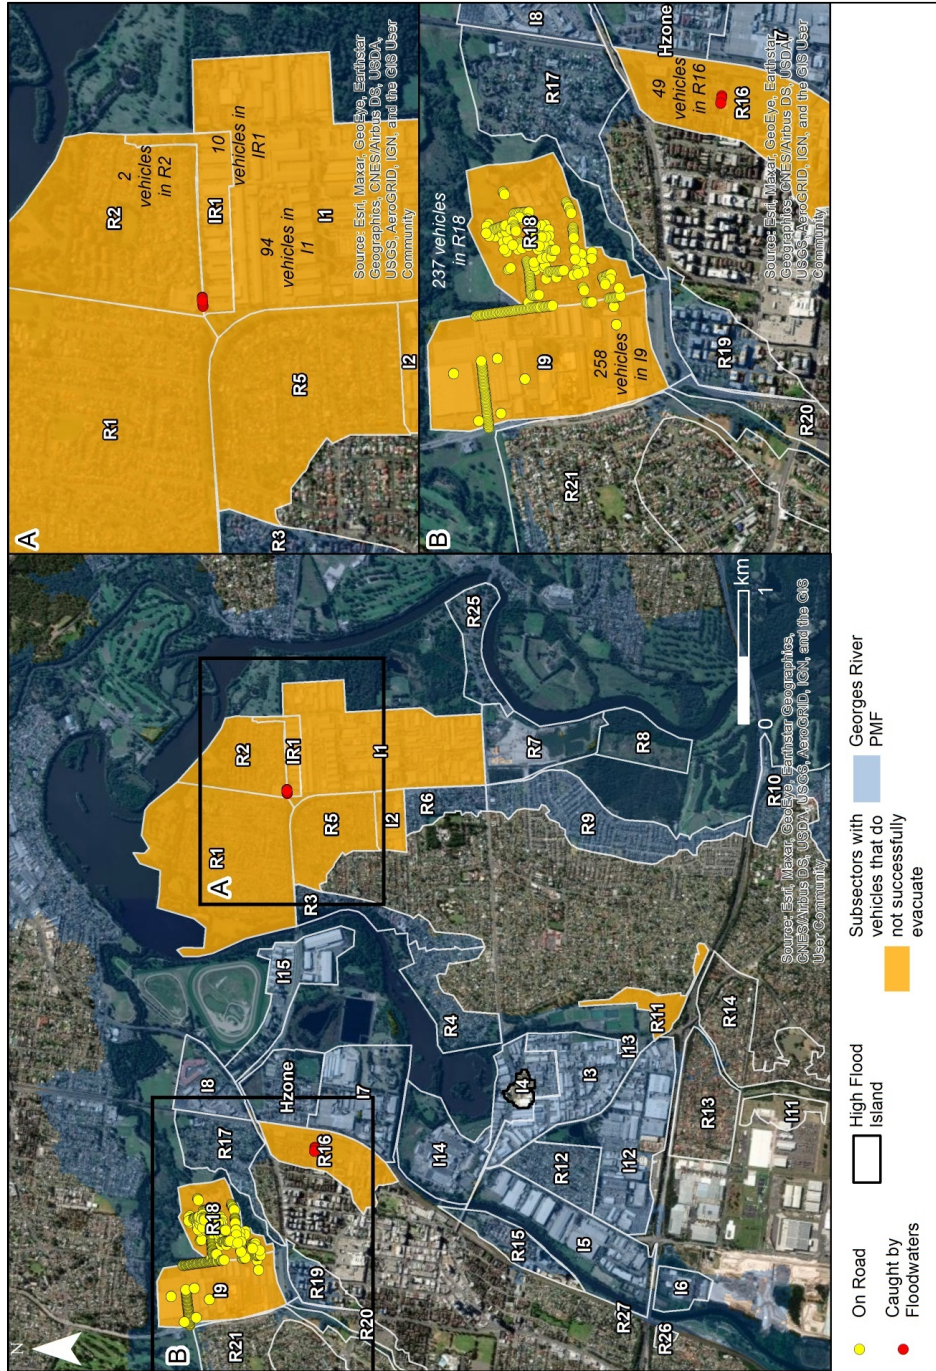 N
B
I9
R18
R17
I8
R21
R19
R20
R16
Hzone
I7
I15
R1
A
R2
IR1
R3
R5
I1
I2
R6
R25
R7
R8
R9
R10
R4
I14
I4
I3
I13
R11
R12
I12
R13
R14
I11
R15
I5
R27
I6
R26
0
1
km
Source: Esri, Maxar, GeoEye, Earthstar Geographics,
CNES/Airbus DS, USDA, USGS, AeroGRID, IGN, and the GIS
User Community
A
R1
R2
2
vehicles
in R2
IR1
10
vehicles in
IR1
94
vehicles in
I1
I1
R3
R5
I2
Source: Esri, Maxar, GeoEye, Earthstar
Geographics, CNES/Airbus DS, USDA,
USGS, AeroGRID, IGN, and the GIS User
Community
B
237 vehicles
in R18
R17
I8
I9
R18
258
vehicles
in I9
49
vehicles
in R16
Hzone
R16
I7
R21
R19
R20
Source: Esri, Maxar, GeoEye, Earthstar
Geographics, CNES/Airbus DS, USDA,
USGS, AeroGRID, IGN, and the GIS User
Community
On Road
Caught by
Floodwaters
High Flood
Island
Subsectors with
vehicles that do
not successfully
evacuate
Georges River
PMF